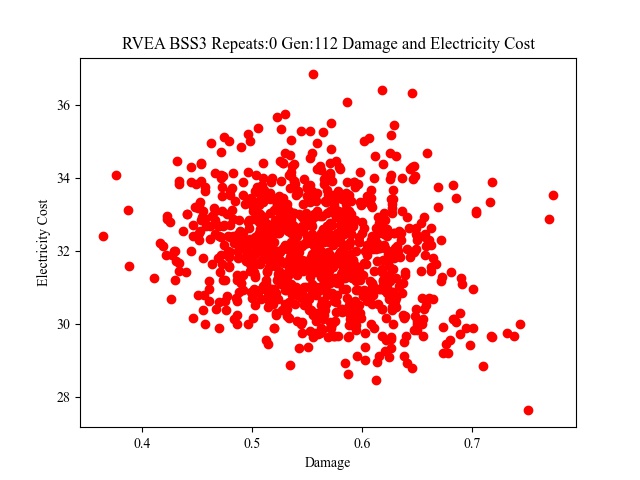 RVEA BSS3 Repeats:0 Gen:112 Damage and Electricity Cost
36
34
32
30
28
Electricity Cost
0.4 0.5 0.6 0.7
Damage